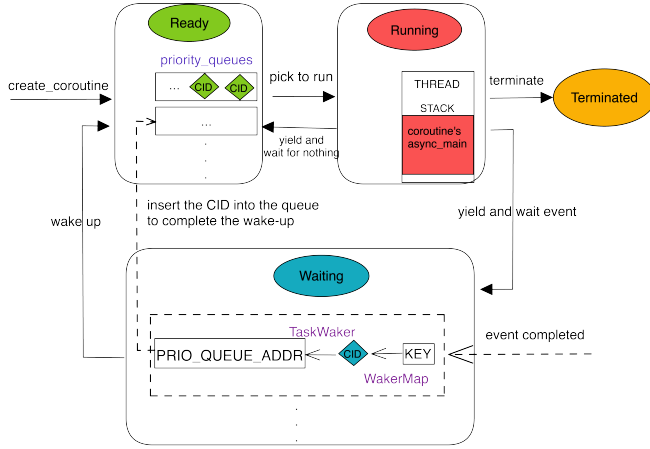 Ready
Running
priority_queues
create_coroutine
... CID CID
pick to run
THREAD
terminate
Terminated
STACK
...
coroutine's
async_main
yield and
wait for nothing
insert the CID into the queue
to complete the wake-up
wake up
yield and wait event
Waiting
TaskWaker
event completed
PRIO_QUEUE_ADDR
CID
KEY
WakerMap